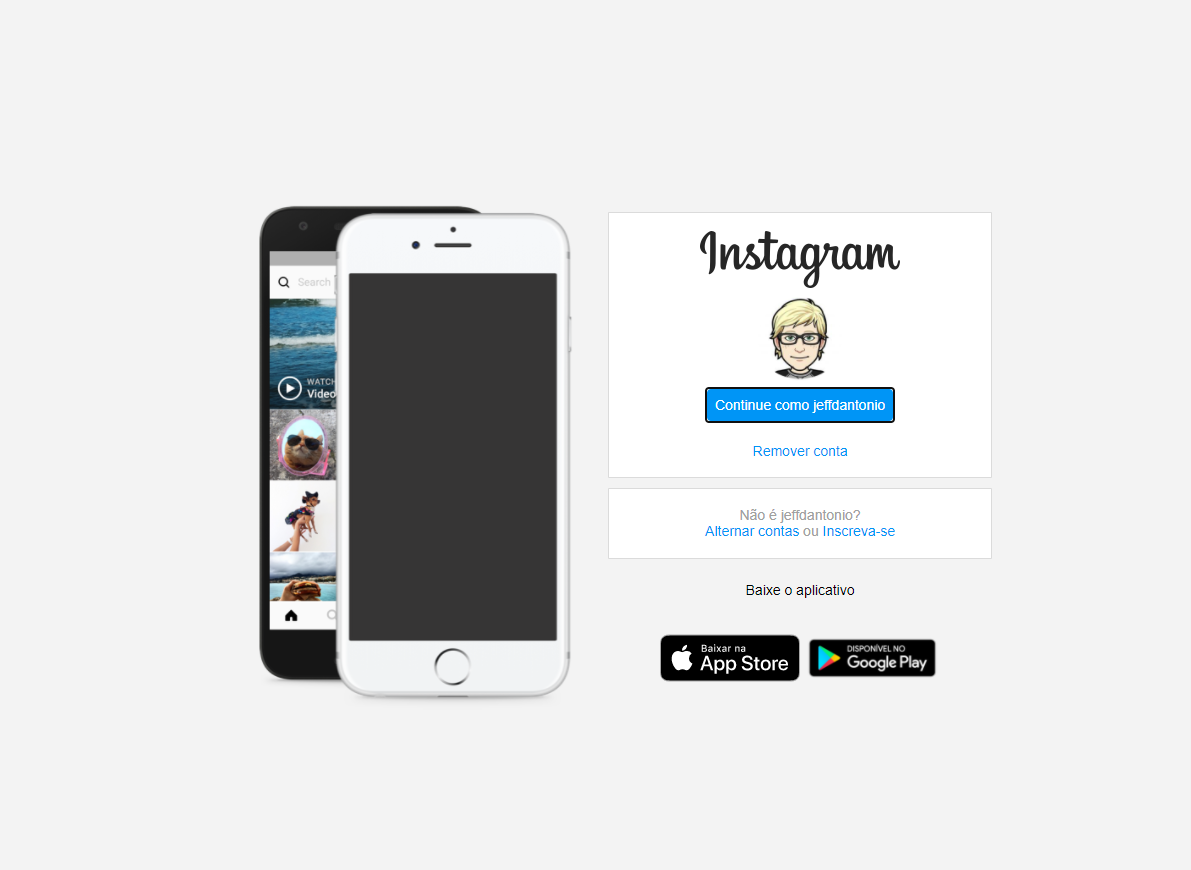 Search
WATCH
Video
Instagram
Continue como jeffdantonio
Remover conta
Não é jeffdantonio?
Alternar contas ou Inscreva-se
Baixe o aplicativo
Baixar na
App Store
DISPONÍVEL NO
Google Play